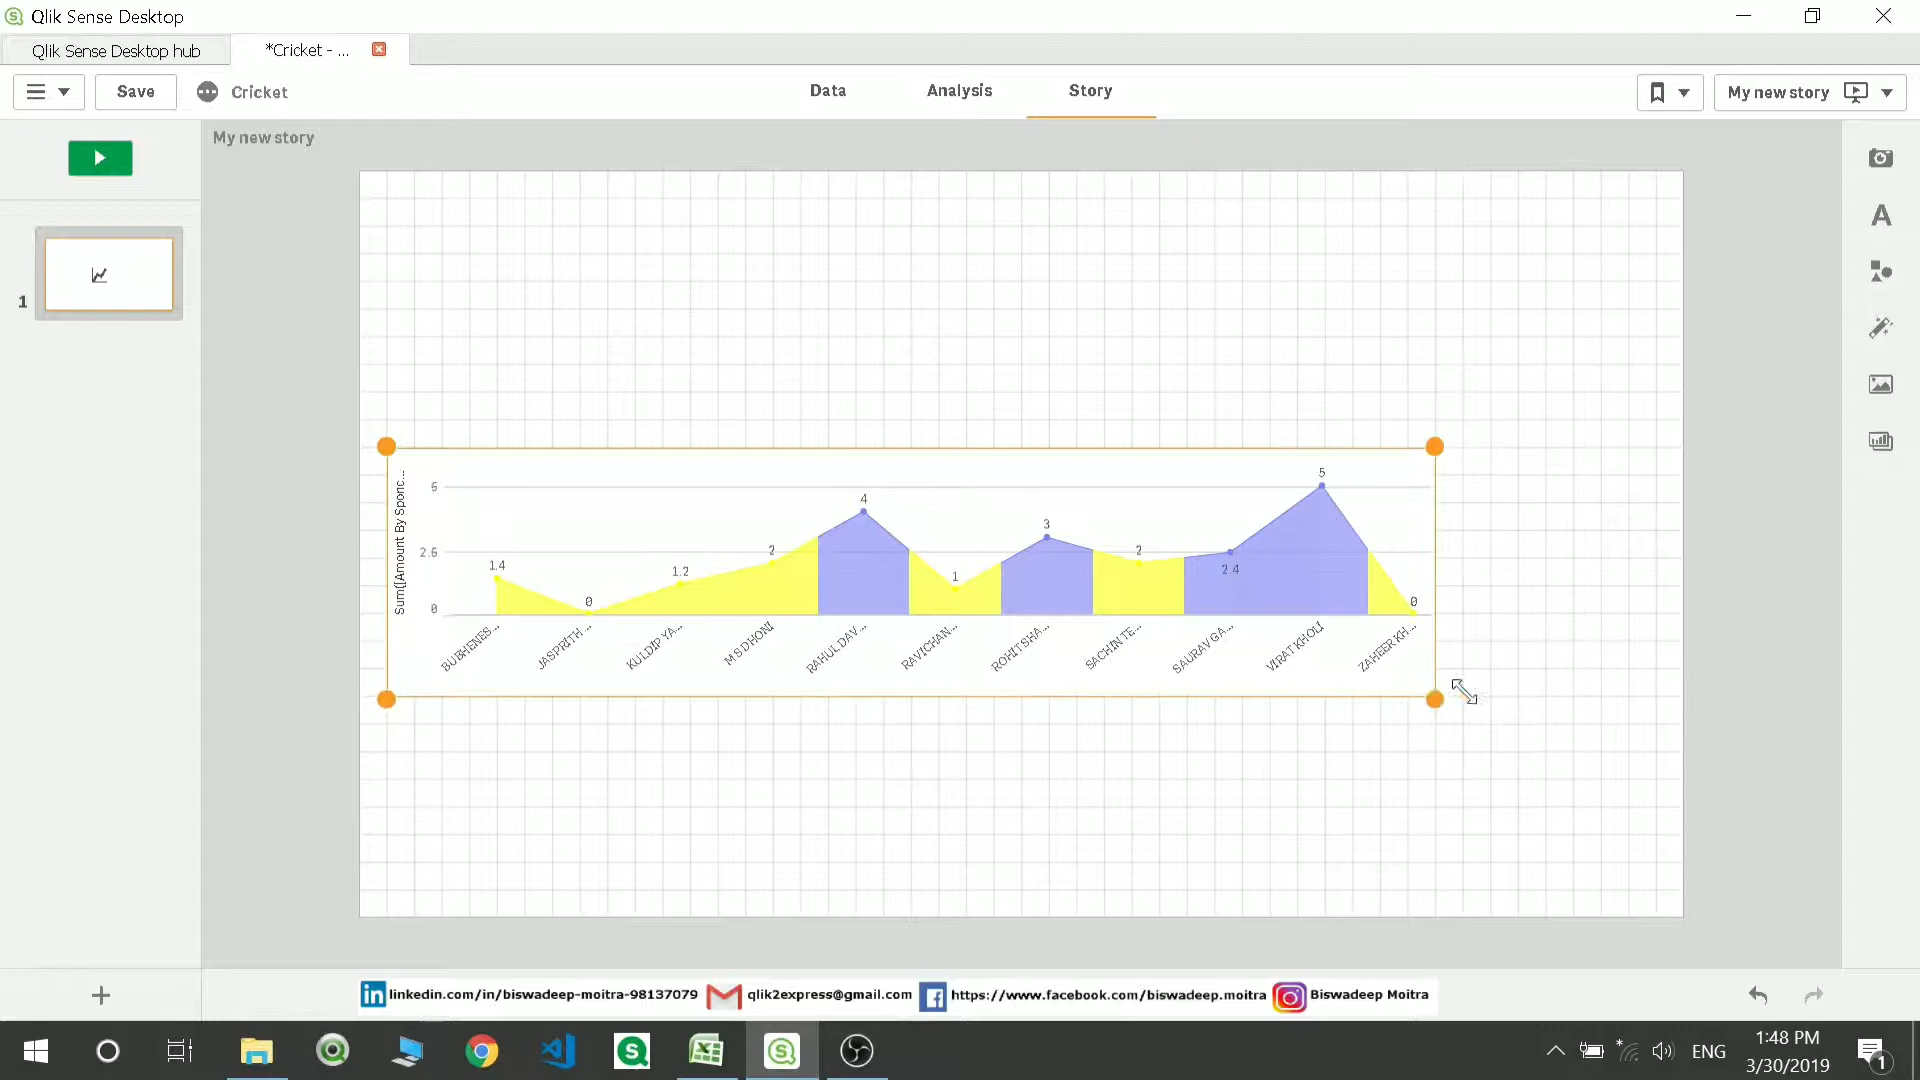 Qlik Sense Desktop
Qlik Sense Desktop hub
*Cricket - ...
Save
Cricket
Data
Analysis
Story
My new story
My new story
1
A
Sum([Amount By Sponc...
5
2.5
0
1.4
0
1.2
2
4
1
3
2
2.4
5
0
BUBHENES...
JASPRITH...
KULDIP YA...
M S DHONI
RAHUL DAV...
RAVICHAN...
ROHIT SHA...
SACHIN TE...
SAURAV GA...
VIRAT KHOLI
ZAHEER KH...
in linkedin.com/in/biswadeep-moitra-98137079 qlik2express@gmail.com https://www.facebook.com/biswadeep.moitra Biswadeep Moitra
ENG
1:48 PM
3/30/2019
1